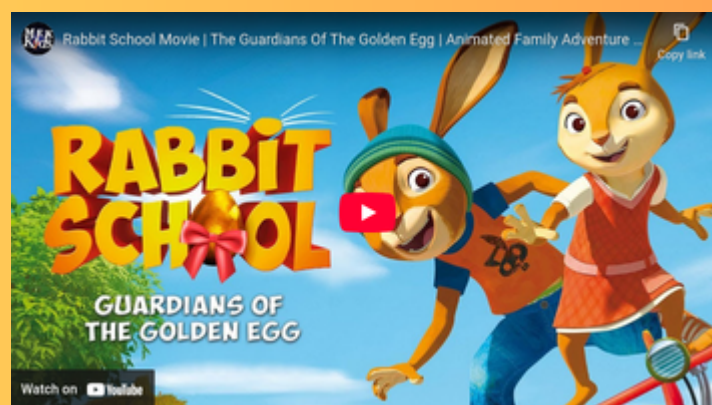 Rabbit School Movie | The Guardians Of The Golden Egg | Animated Family Adventure ...
Copy link
RABBiT
SCHOOL
GUARDIANS OF
THE GOLDEN EGG
Watch on YouTube